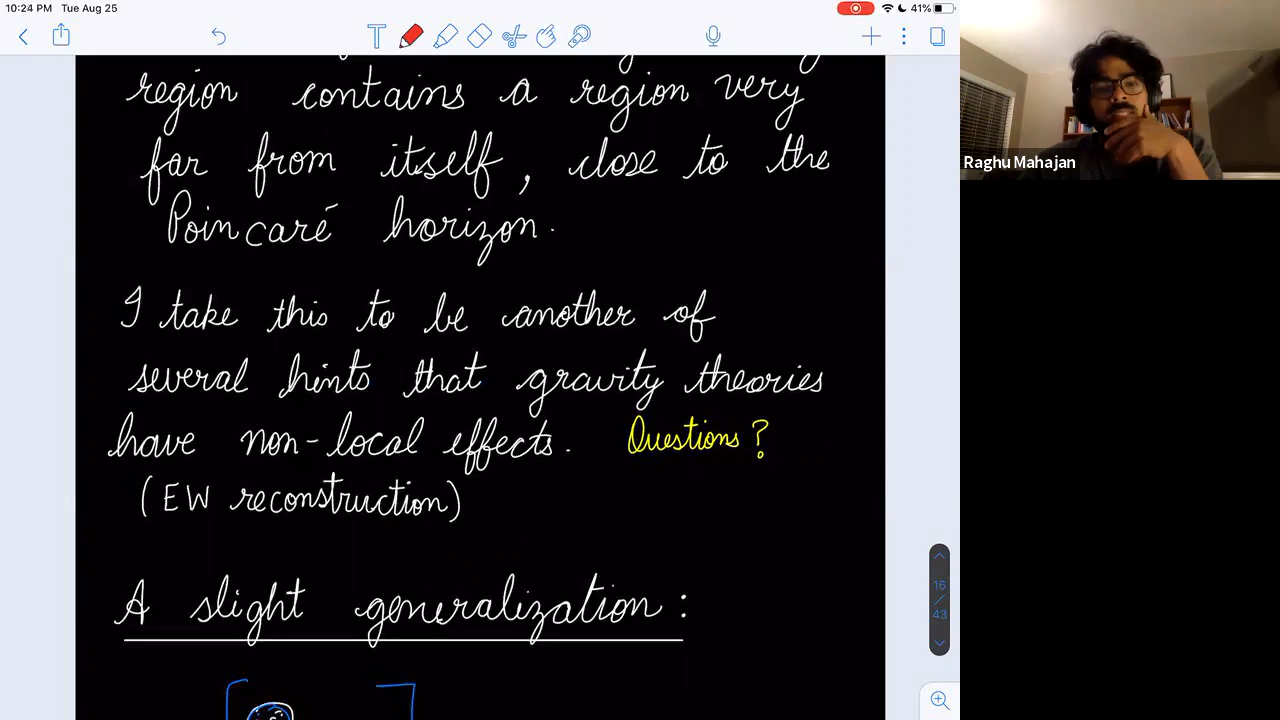 10:24 PM Tue Aug 25
41%
region contains a region very
far from itself, close to the
Poincaré horizon.
I take this to be another of
several hints that gravity theories
have non-local effects. Questions?
(EW reconstruction)
A slight generalization:
16
/
43
Raghu Mahajan